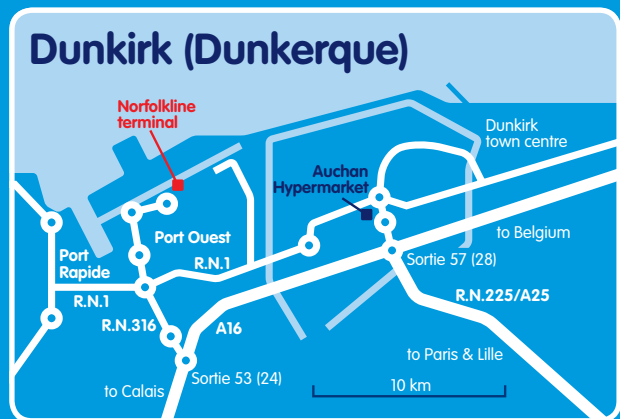 Dunkirk (Dunkerque)
Norfolkline
terminal
Dunkirk
town centre
Auchan
Hypermarket
Port Ouest
to Belgium
Port
Rapide
R.N.1
Sortie 57 (28)
R.N.1
R.N.225/A25
R.N.316
A16
to Paris & Lille
Sortie 53 (24)
to Calais
10 km